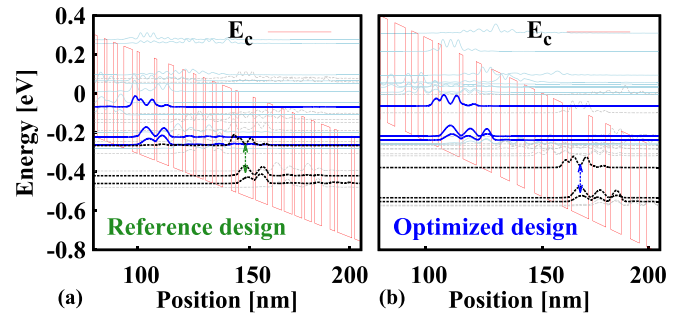 0.4
0.2
0
-0.2
-0.4
-0.6
-0.8
Energy [eV]
E_c
E_c
Reference design
Optimized design
100
150
200
100
150
200
(a)
Position [nm]
(b)
Position [nm]